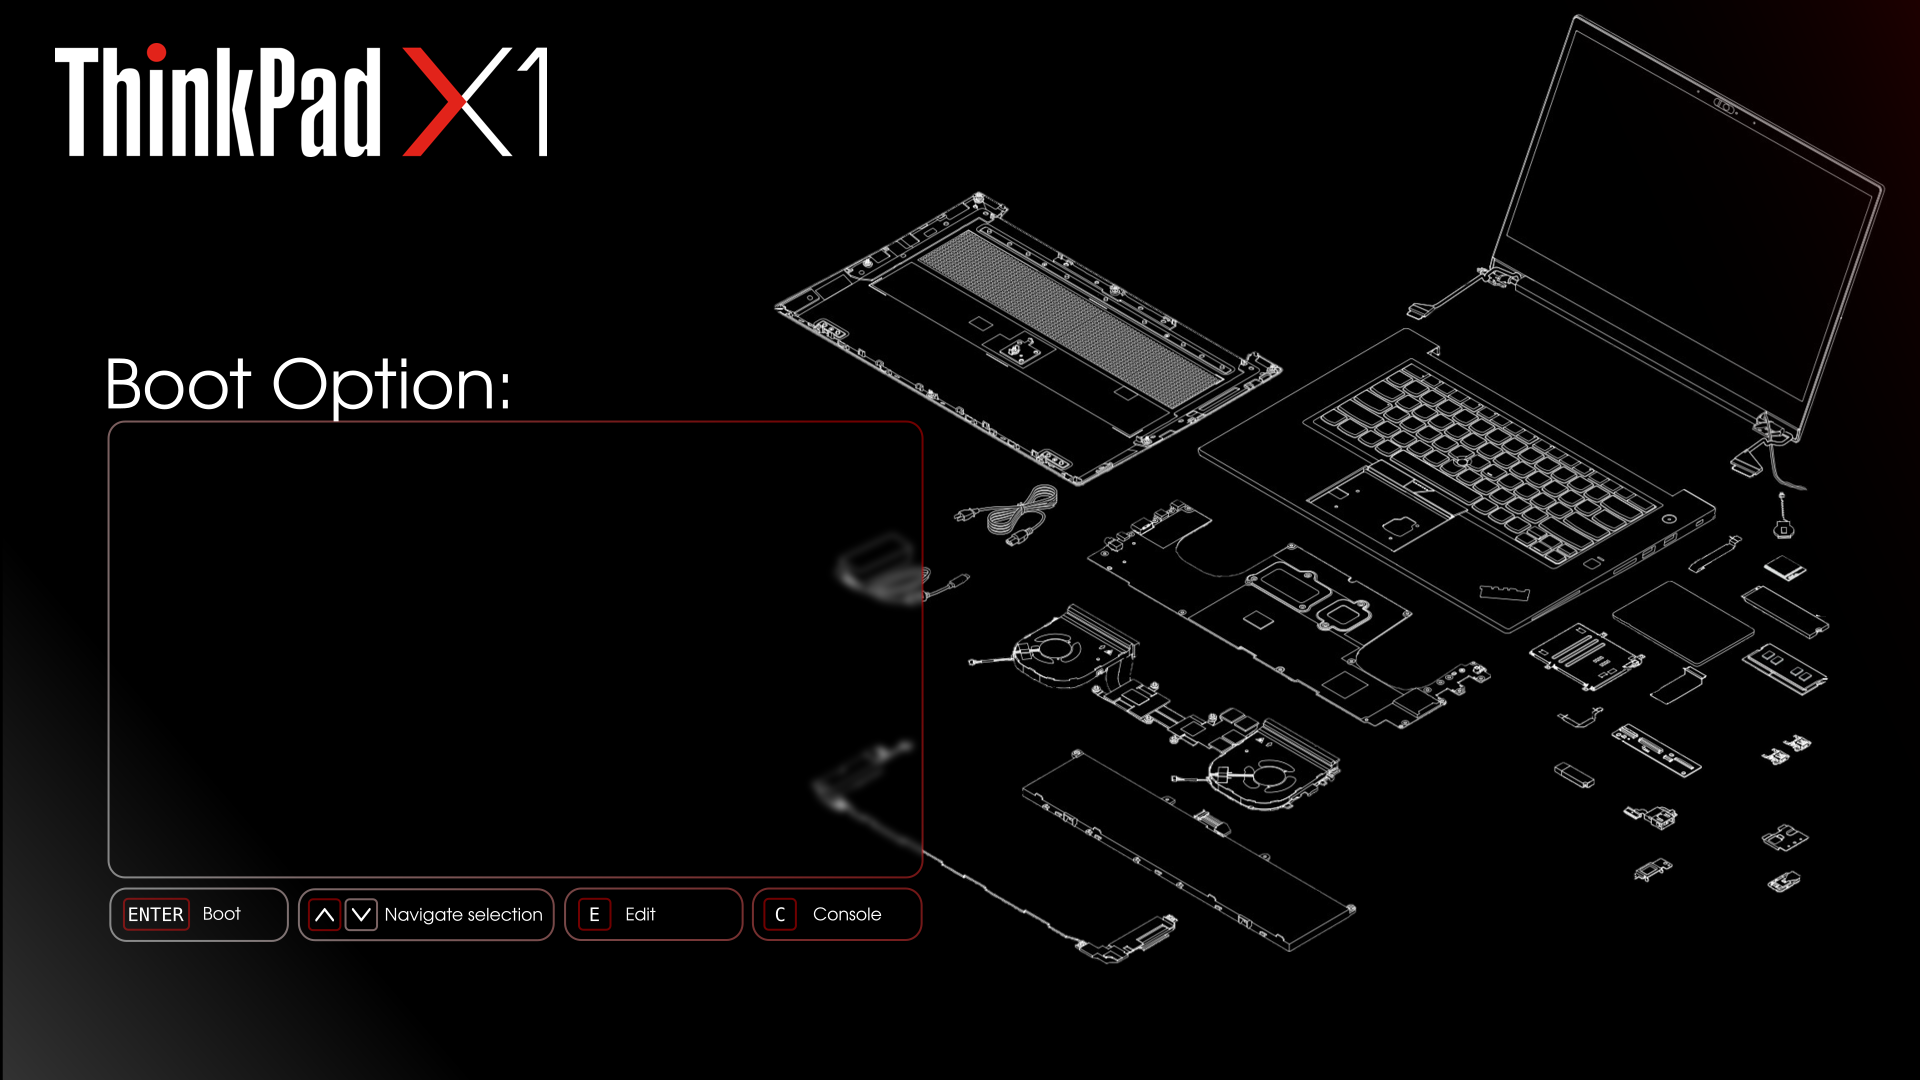 ThinkPad X1
Boot Option:
ENTER Boot
Navigate selection
E Edit
C Console